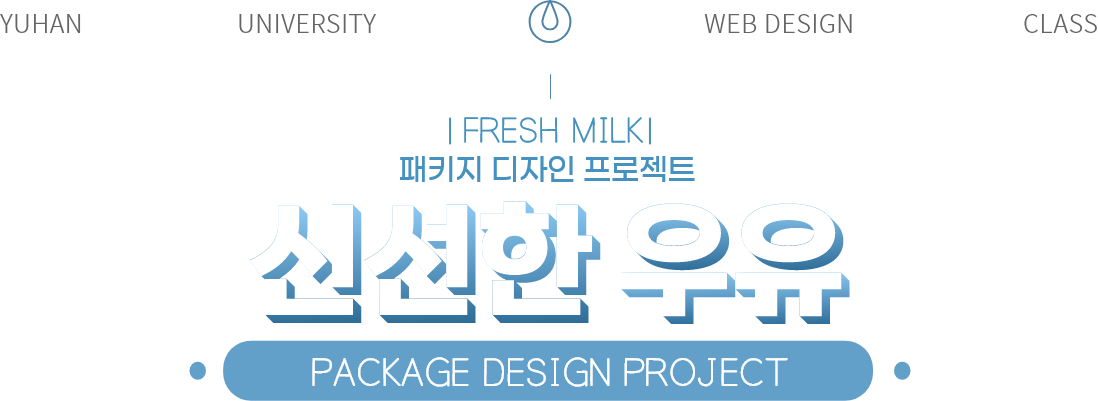 YUHAN UNIVERSITY WEB DESIGN CLASS
| FRESH MILK |
패키지 디자인 프로젝트
신선한 우유
PACKAGE DESIGN PROJECT